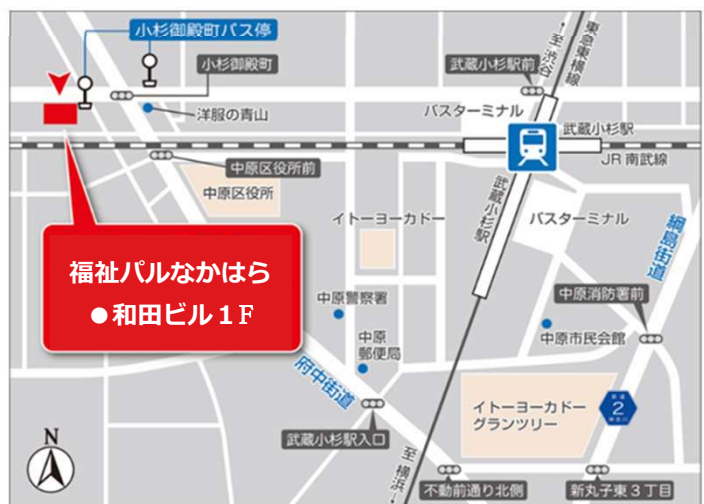 小杉御殿町バス停
小杉御殿町
洋服の青山
武蔵小杉駅前
至 渋谷
東急東横線
バスターミナル
武蔵小杉駅
JR 南武線
中原区役所前
中原区役所
武蔵小杉駅
イトーヨーカドー
バスターミナル
綱島街道
福祉パルなかはら
●和田ビル1F
中原警察署
中原
郵便局
中原消防署前
中原市民会館
府中街道
イトーヨーカドー
グランツリー
2
武蔵小杉駅入口
至 横浜
不動前通り北側
新丸子東3丁目
N